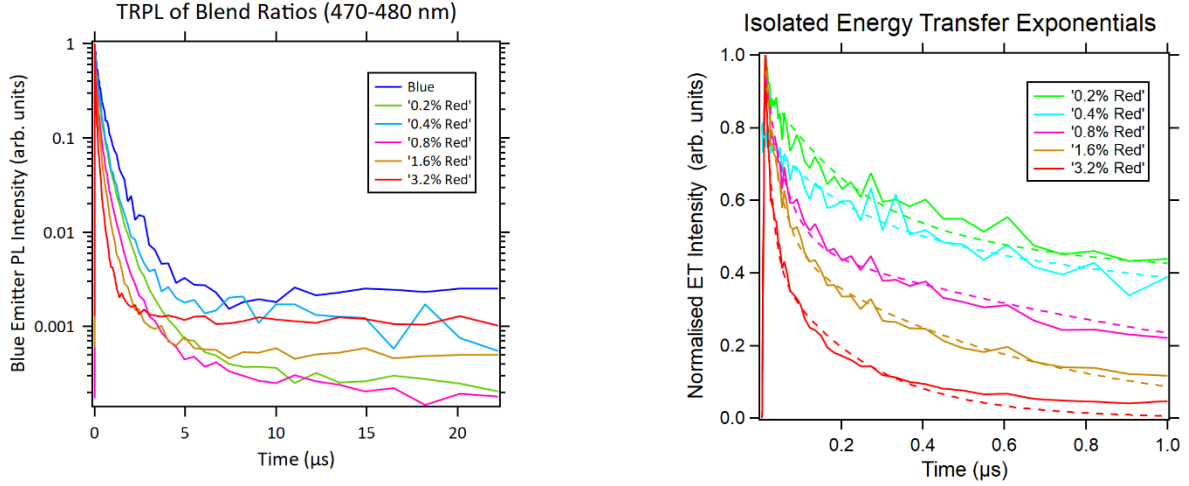 TRPL of Blend Ratios (470-480 nm)
Blue Emitter PL Intensity (arb. units)
1
0.1
0.01
0.001
Blue
'0.2% Red'
'0.4% Red'
'0.8% Red'
'1.6% Red'
'3.2% Red'
0 5 10 15 20
Time (µs)
Isolated Energy Transfer Exponentials
Normalised ET Intensity (arb. units)
1.0
0.8
0.6
0.4
0.2
0.0
'0.2% Red'
'0.4% Red'
'0.8% Red'
'1.6% Red'
'3.2% Red'
0.2 0.4 0.6 0.8 1.0
Time (µs)